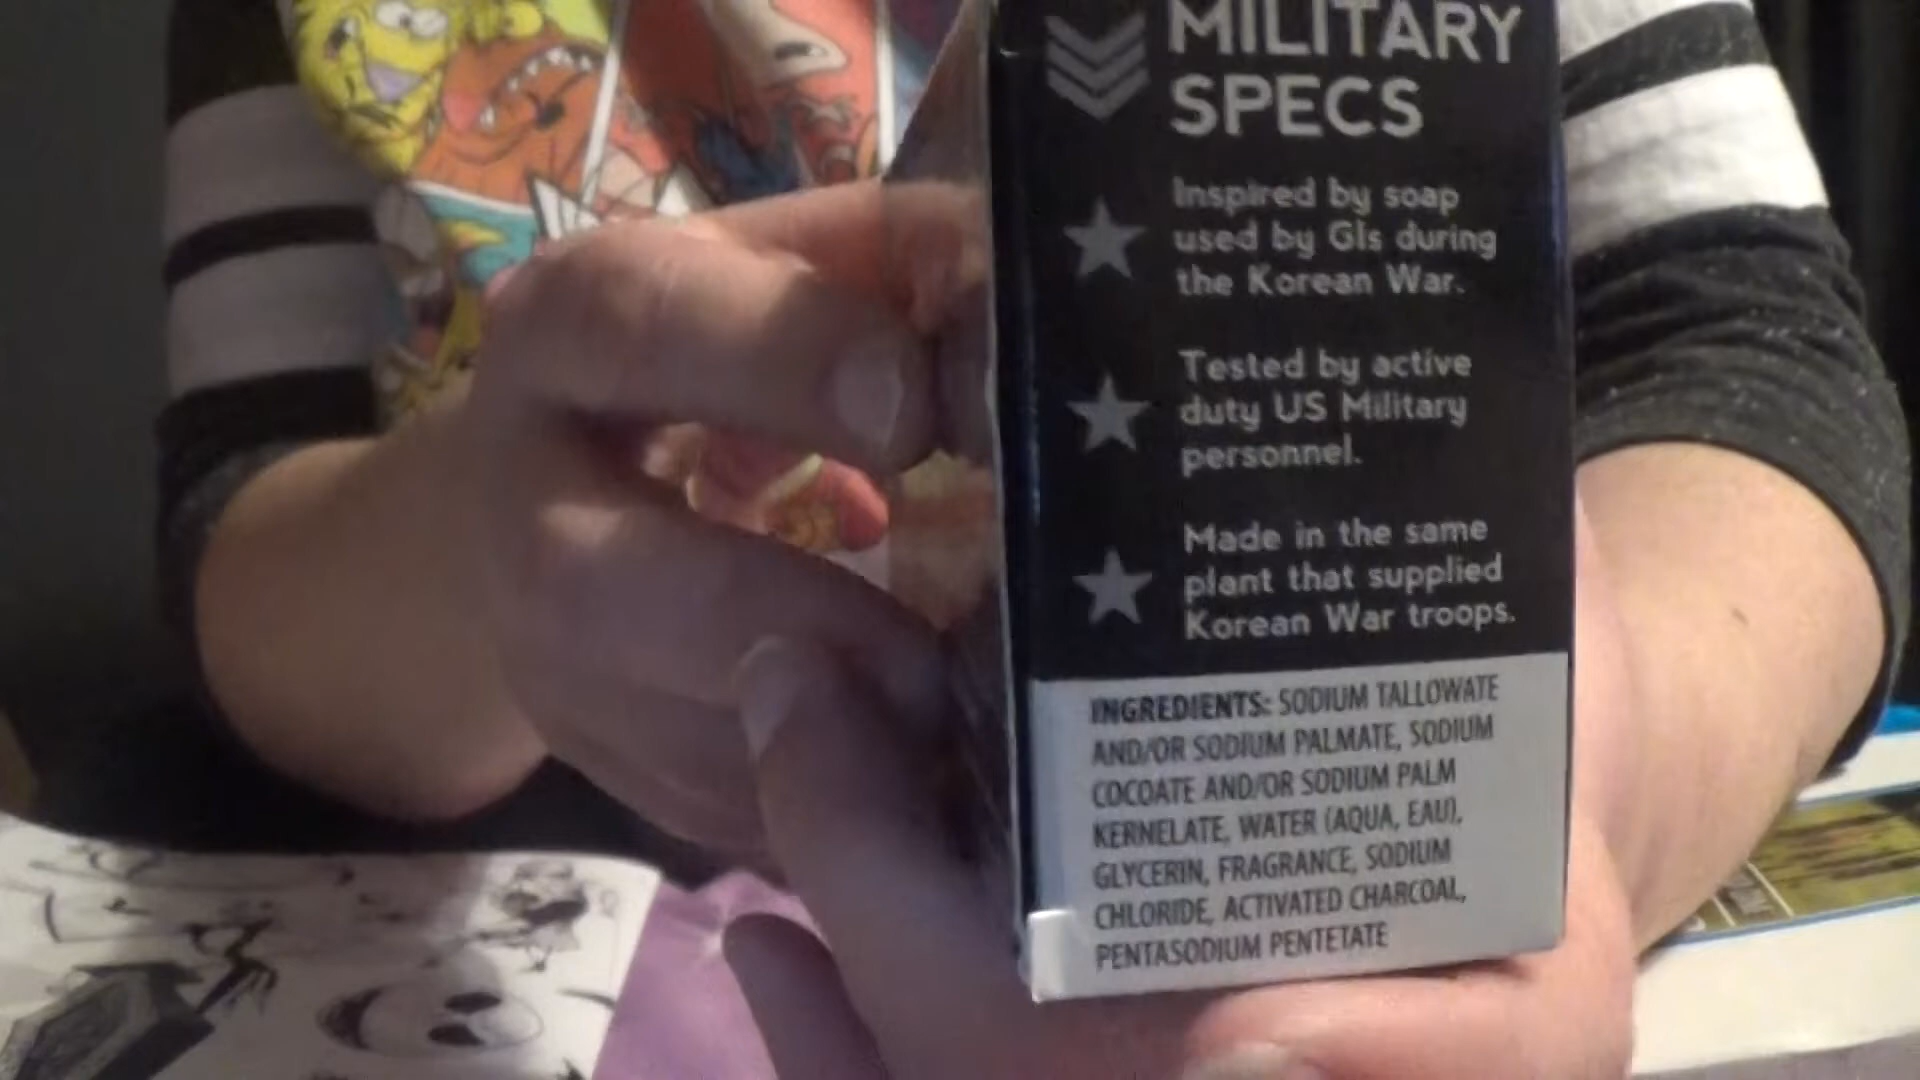 MILITARY
SPECS
Inspired by soap
used by GIs during
the Korean War.
Tested by active
duty US Military
personnel.
Made in the same
plant that supplied
Korean War troops.
INGREDIENTS: SODIUM TALLOWATE
AND/OR SODIUM PALMATE, SODIUM
COCOATE AND/OR SODIUM PALM
KERNELATE, WATER (AQUA, EAU),
GLYCERIN, FRAGRANCE, SODIUM
CHLORIDE, ACTIVATED CHARCOAL,
PENTASODIUM PENTETATE